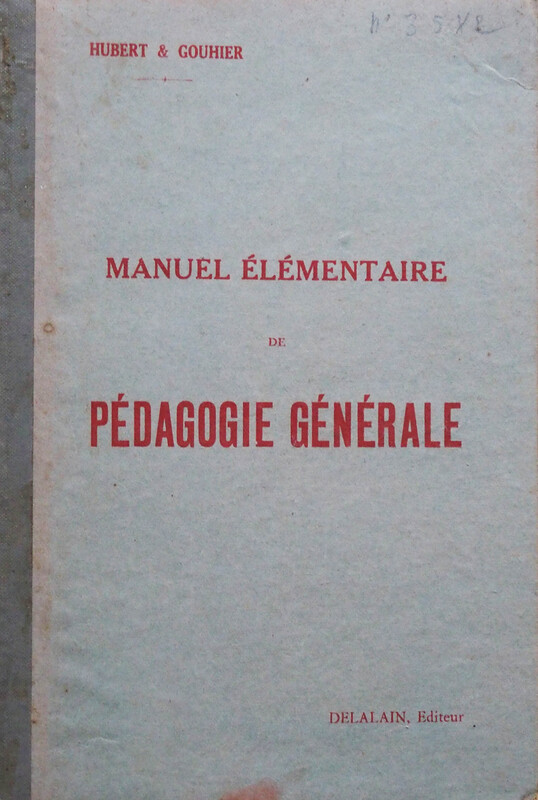 HUBERT & GOUHIER
MANUEL ÉLÉMENTAIRE
DE
PÉDAGOGIE GÉNÉRALE
DELALAIN, Editeur